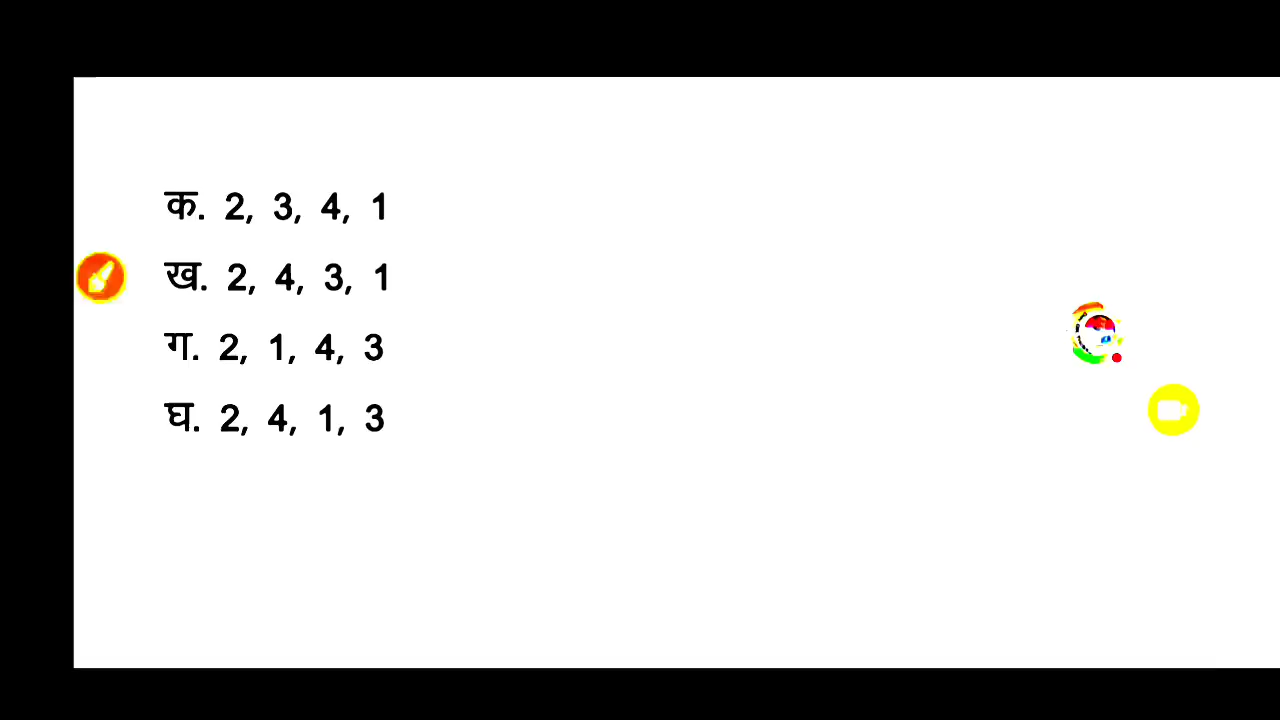 क. 2, 3, 4, 1
ख. 2, 4, 3, 1
ग. 2, 1, 4, 3
घ. 2, 4, 1, 3